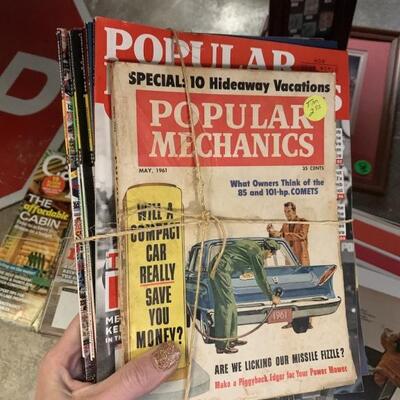 POPULAR
SPECIAL: 10 Hideaway Vacations
POPULAR
MECHANICS
MAY, 1961
35 CENTS
What Owners Think of the
85 and 101-hp. COMETS
WILL A
COMPACT
CAR
REALLY
SAVE
YOU
MONEY?
1961
ARE WE LICKING OUR MISSILE FIZZLE?
Make a Piggyback Edger for Your Power Mower
THE
affordable
CABIN